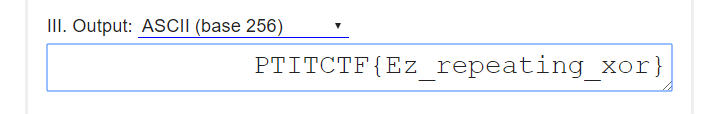 III. Output: ASCII (base 256)
PTITCTF{Ez_repeating_xor}